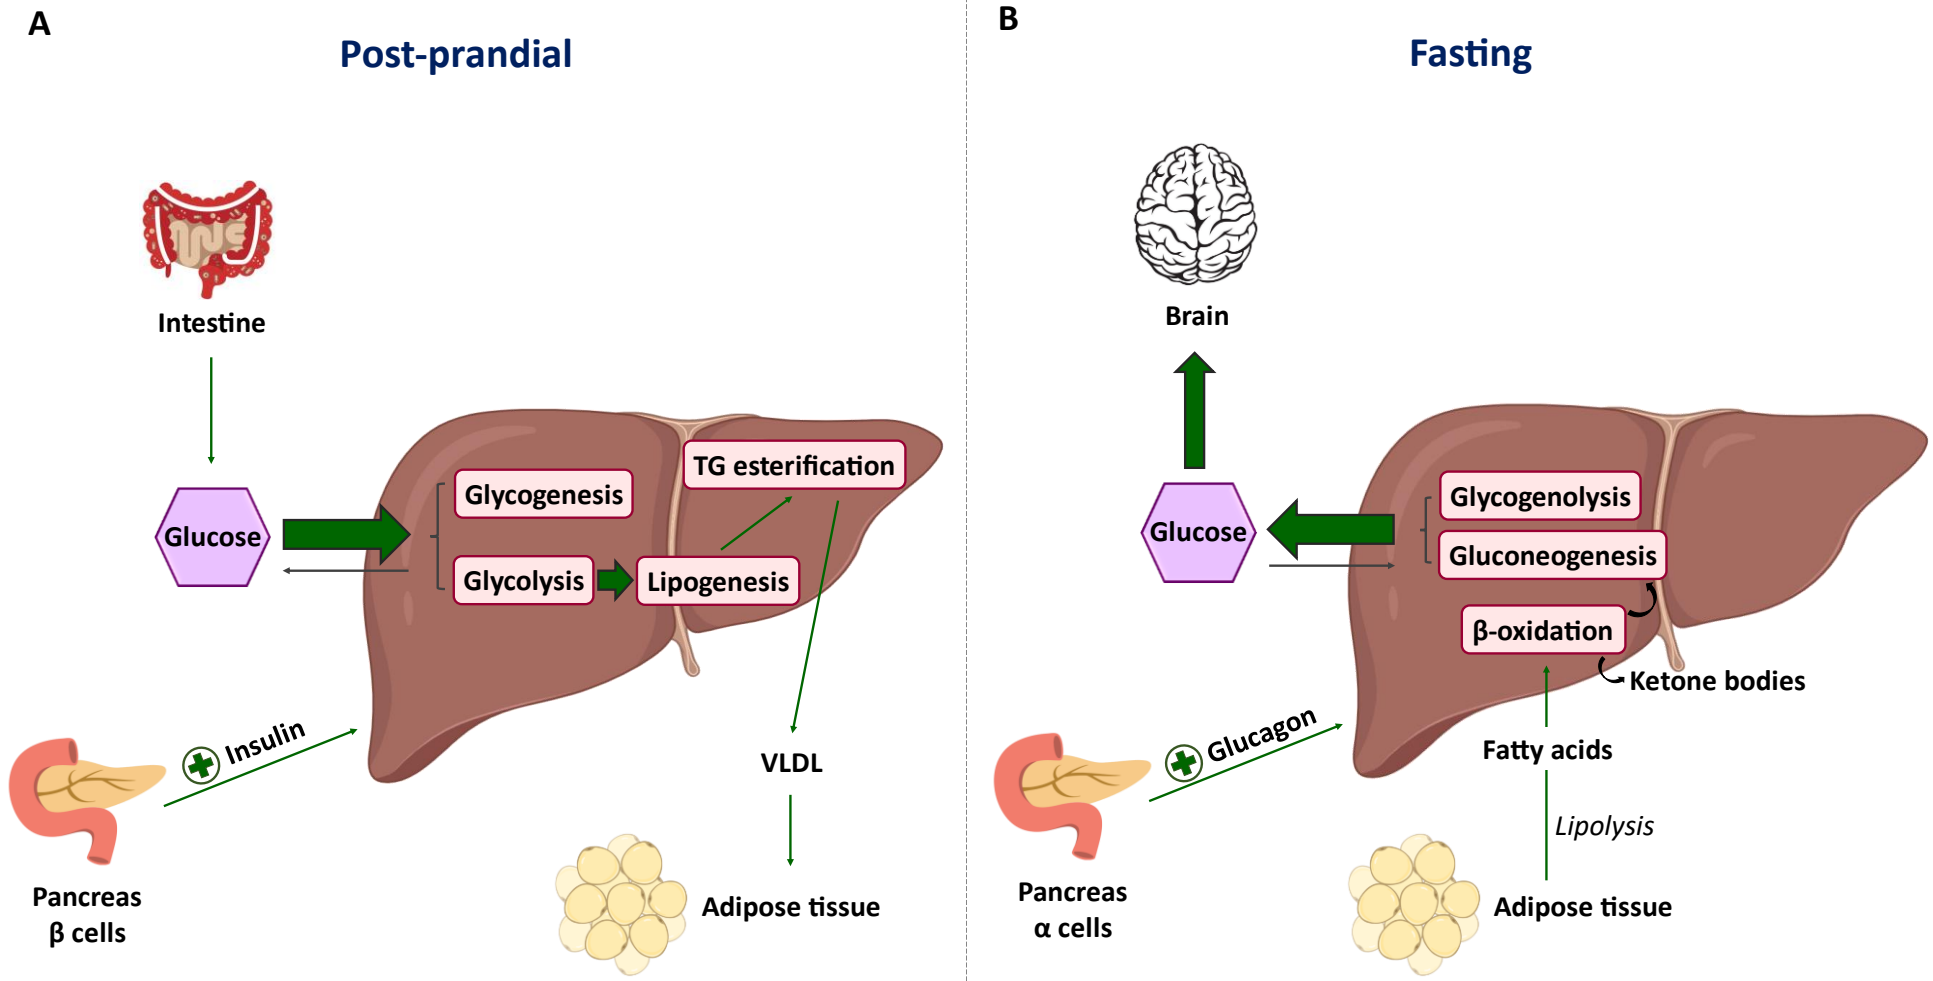 A
Post-prandial
Intestine
Glucose
Glycogenesis
Glycolysis
Lipogenesis
TG esterification
Insulin
Pancreas
β cells
VLDL
Adipose tissue
B
Fasting
Brain
Glucose
Glycogenolysis
Gluconeogenesis
β-oxidation
Ketone bodies
Glucagon
Fatty acids
Lipolysis
Pancreas
α cells
Adipose tissue